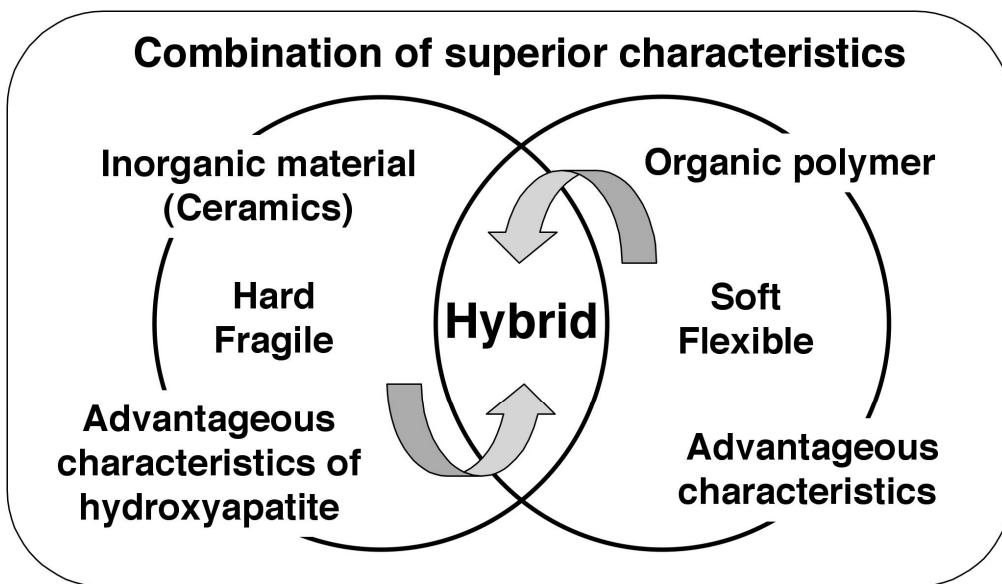 Combination of superior characteristics
Inorganic material
(Ceramics)
Hard
Fragile
Advantageous
characteristics of
hydroxyapatite
Hybrid
Organic polymer
Soft
Flexible
Advantageous
characteristics